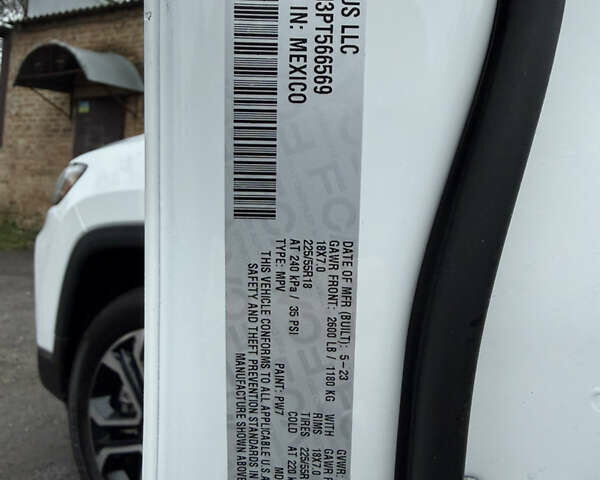 US LLC
3PT566569
IN: MEXICO
DATE OF MFR (BUILT): 5-23 GVWR:
GAWR FRONT: 2600 LB / 1180 KG WITH GAWR
18X7.0 RIMS 18X7.0
225/55R18 TIRES 225/55R
AT 240 kPa / 35 PSI COLD AT 220
TYPE: MPV PAINT: PW7
THIS VEHICLE CONFORMS TO ALL APPLICABLE U.S.A
SAFETY AND THEFT PREVENTION STANDARDS IN
MANUFACTURE SHOWN ABOVE